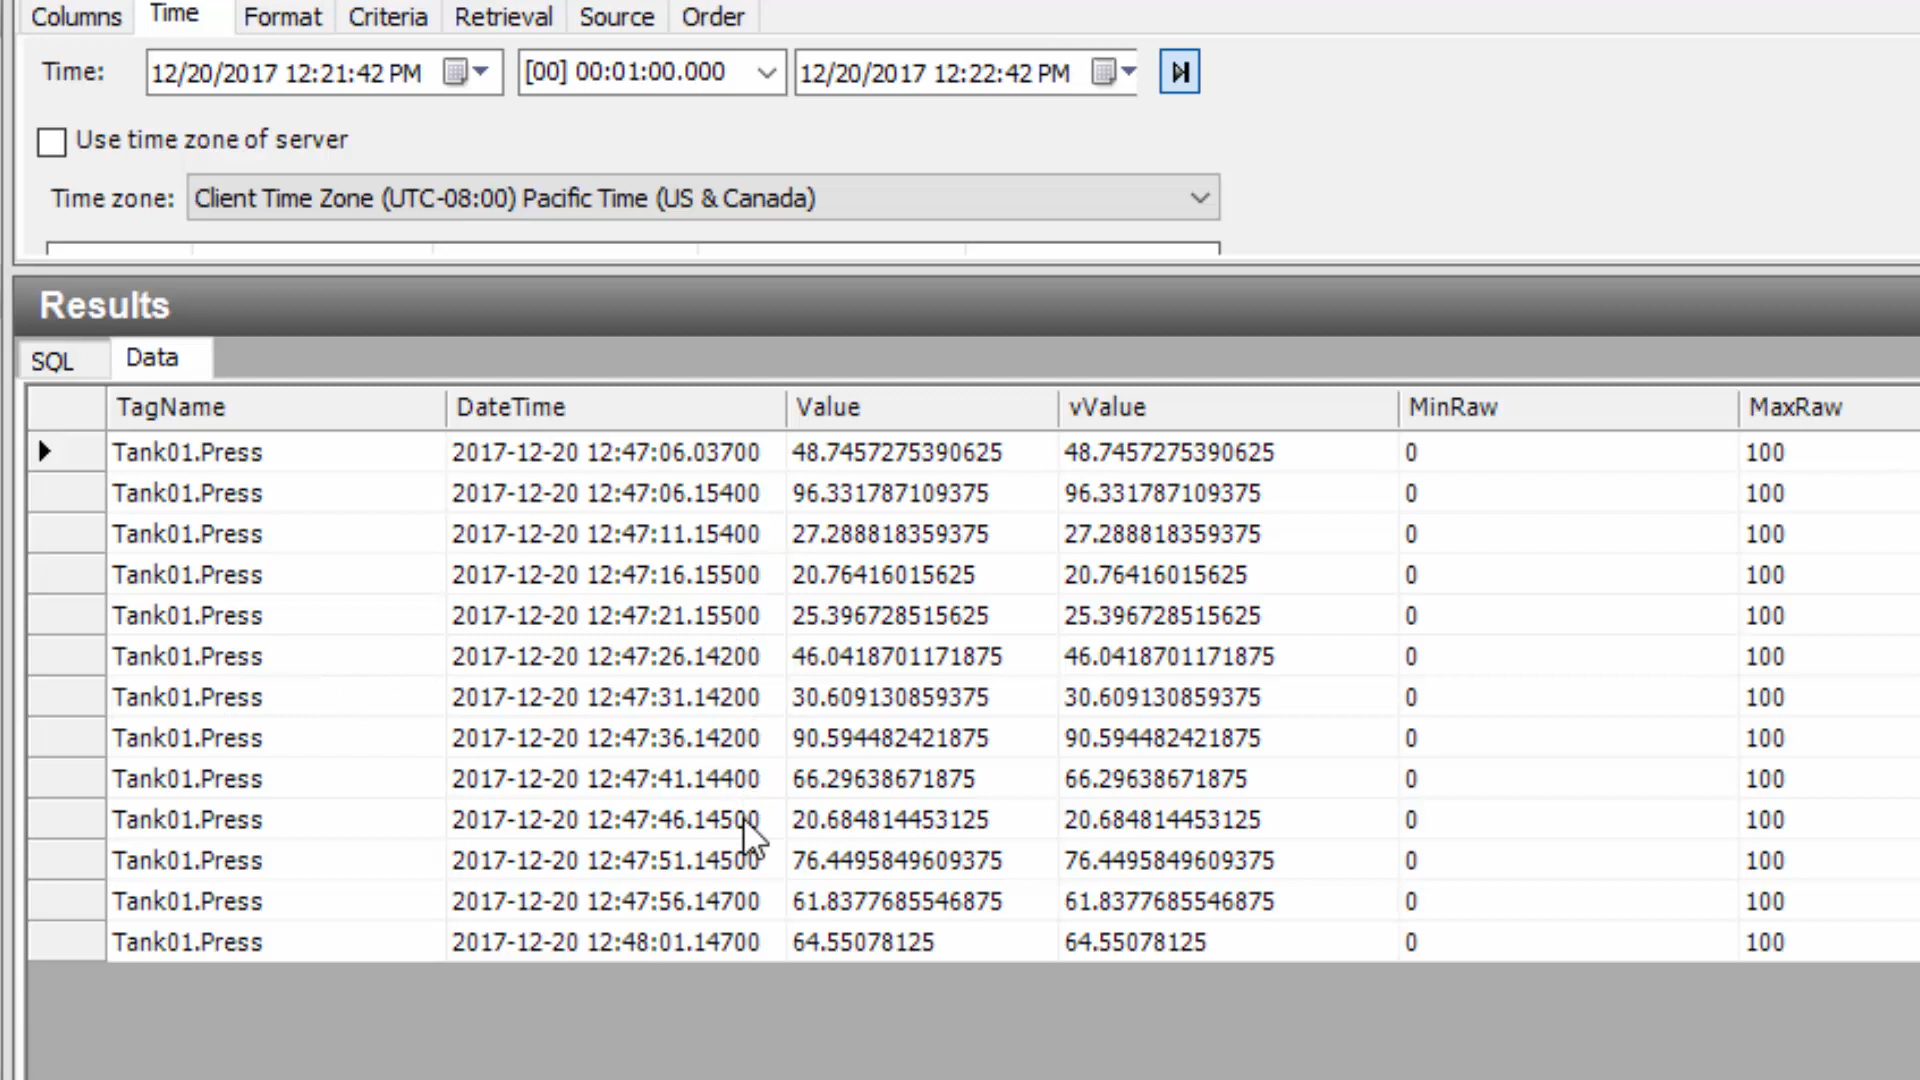 Columns Time Format Criteria Retrieval Source Order
Time: 12/20/2017 12:21:42 PM [00] 00:01:00.000 12/20/2017 12:22:42 PM
Use time zone of server
Time zone: Client Time Zone (UTC-08:00) Pacific Time (US & Canada)
Results
SQL Data
TagName DateTime Value vValue MinRaw MaxRaw
Tank01.Press 2017-12-20 12:47:06.03700 48.7457275390625 48.7457275390625 0 100
Tank01.Press 2017-12-20 12:47:06.15400 96.331787109375 96.331787109375 0 100
Tank01.Press 2017-12-20 12:47:11.15400 27.288818359375 27.288818359375 0 100
Tank01.Press 2017-12-20 12:47:16.15500 20.76416015625 20.76416015625 0 100
Tank01.Press 2017-12-20 12:47:21.15500 25.396728515625 25.396728515625 0 100
Tank01.Press 2017-12-20 12:47:26.14200 46.0418701171875 46.0418701171875 0 100
Tank01.Press 2017-12-20 12:47:31.14200 30.609130859375 30.609130859375 0 100
Tank01.Press 2017-12-20 12:47:36.14200 90.594482421875 90.594482421875 0 100
Tank01.Press 2017-12-20 12:47:41.14400 66.29638671875 66.29638671875 0 100
Tank01.Press 2017-12-20 12:47:46.14500 20.684814453125 20.684814453125 0 100
Tank01.Press 2017-12-20 12:47:51.14500 76.4495849609375 76.4495849609375 0 100
Tank01.Press 2017-12-20 12:47:56.14700 61.8377685546875 61.8377685546875 0 100
Tank01.Press 2017-12-20 12:48:01.14700 64.55078125 64.55078125 0 100